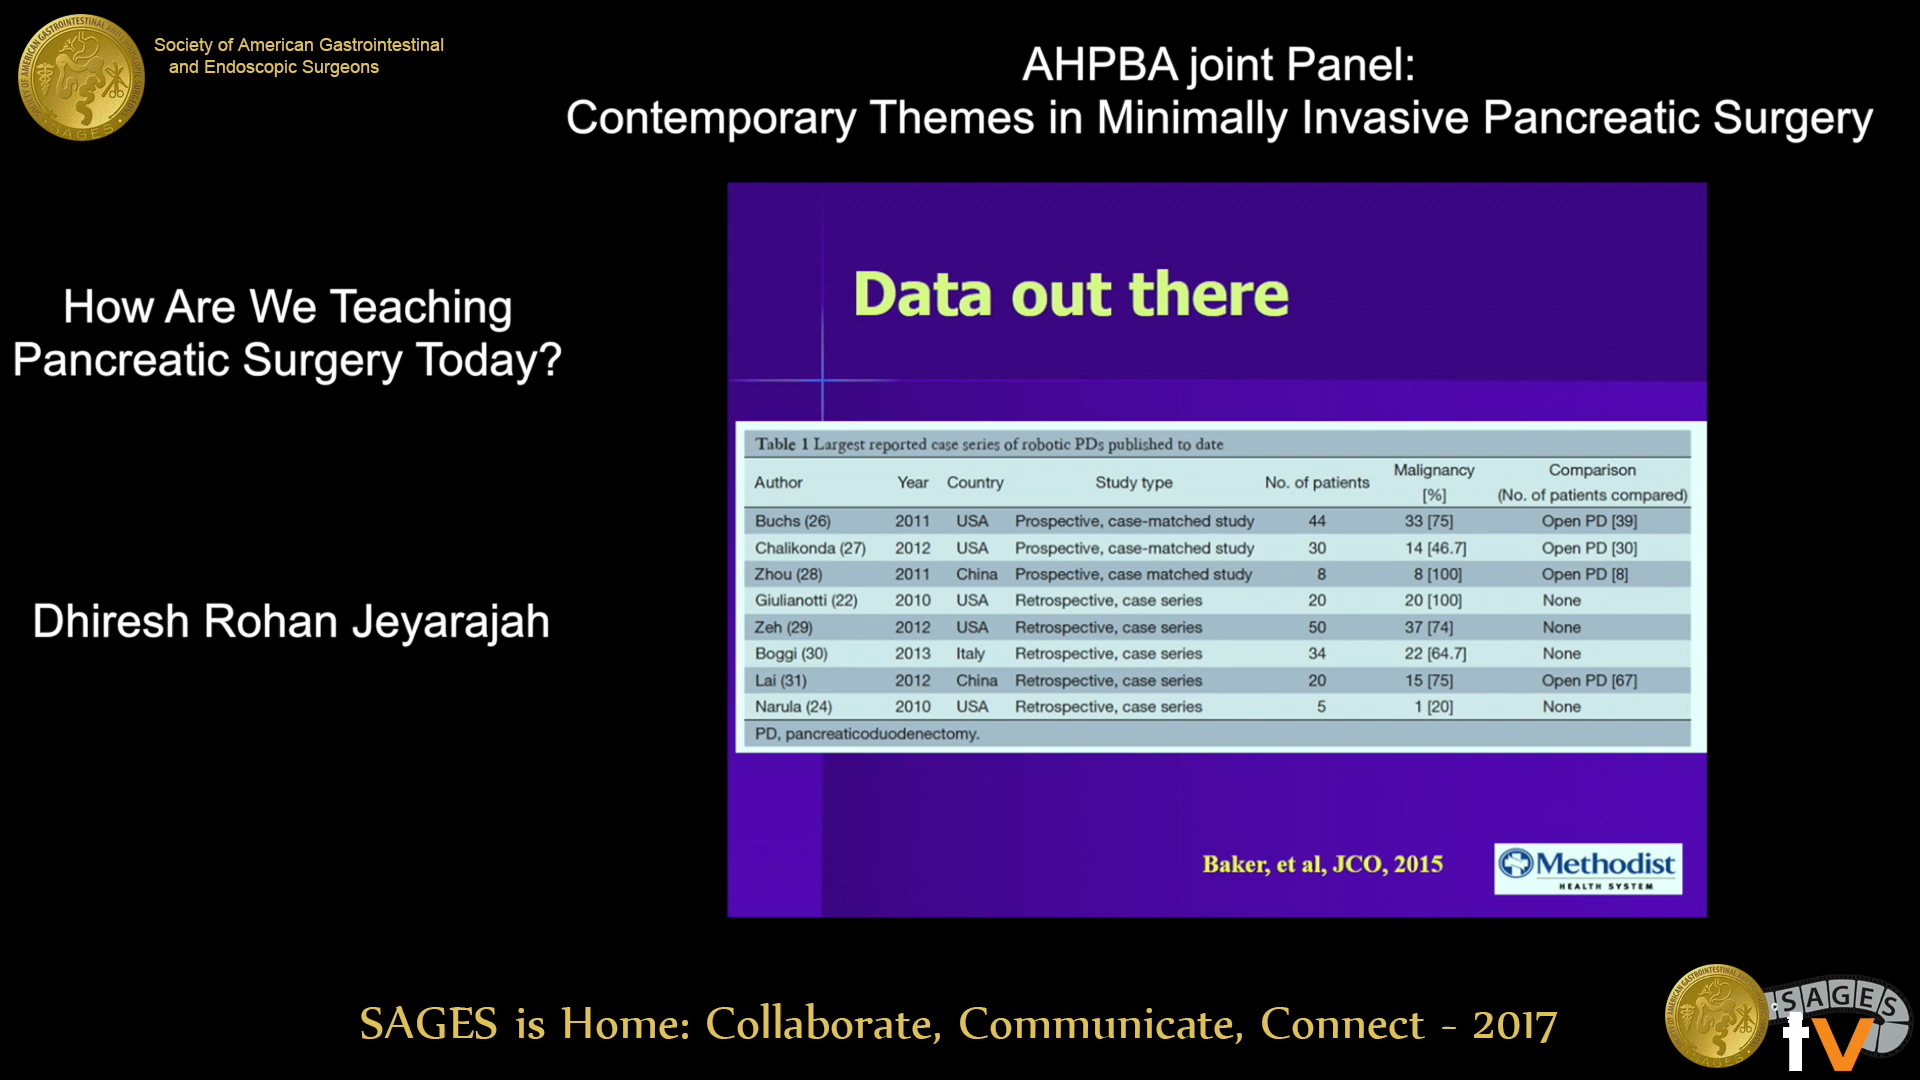 Society of American Gastrointestinal
and Endoscopic Surgeons
AHPBA joint Panel:
Contemporary Themes in Minimally Invasive Pancreatic Surgery
How Are We Teaching
Pancreatic Surgery Today?
Dhiresh Rohan Jeyarajah
Data out there
Table 1 Largest reported case series of robotic PDs published to date
Author Year Country Study type No. of patients Malignancy [%] Comparison (No. of patients compared)
Buchs (26) 2011 USA Prospective, case-matched study 44 33 [75] Open PD [39]
Chalikonda (27) 2012 USA Prospective, case-matched study 30 14 [46.7] Open PD [30]
Zhou (28) 2011 China Prospective, case matched study 8 8 [100] Open PD [8]
Giulianotti (22) 2010 USA Retrospective, case series 20 20 [100] None
Zeh (29) 2012 USA Retrospective, case series 50 37 [74] None
Boggi (30) 2013 Italy Retrospective, case series 34 22 [64.7] None
Lai (31) 2012 China Retrospective, case series 20 15 [75] Open PD [67]
Narula (24) 2010 USA Retrospective, case series 5 1 [20] None
PD, pancreaticoduodenectomy.
Baker, et al, JCO, 2015
Methodist
HEALTH SYSTEM
SAGES is Home: Collaborate, Communicate, Connect - 2017
SAGES
tv
SAGES